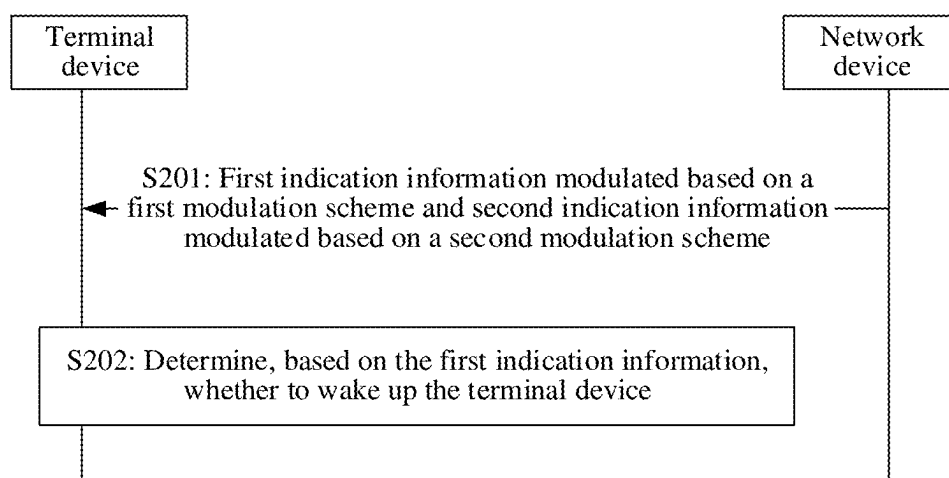 Terminal
device
Network
device
S201: First indication information modulated based on a
first modulation scheme and second indication information
modulated based on a second modulation scheme
S202: Determine, based on the first indication information,
whether to wake up the terminal device